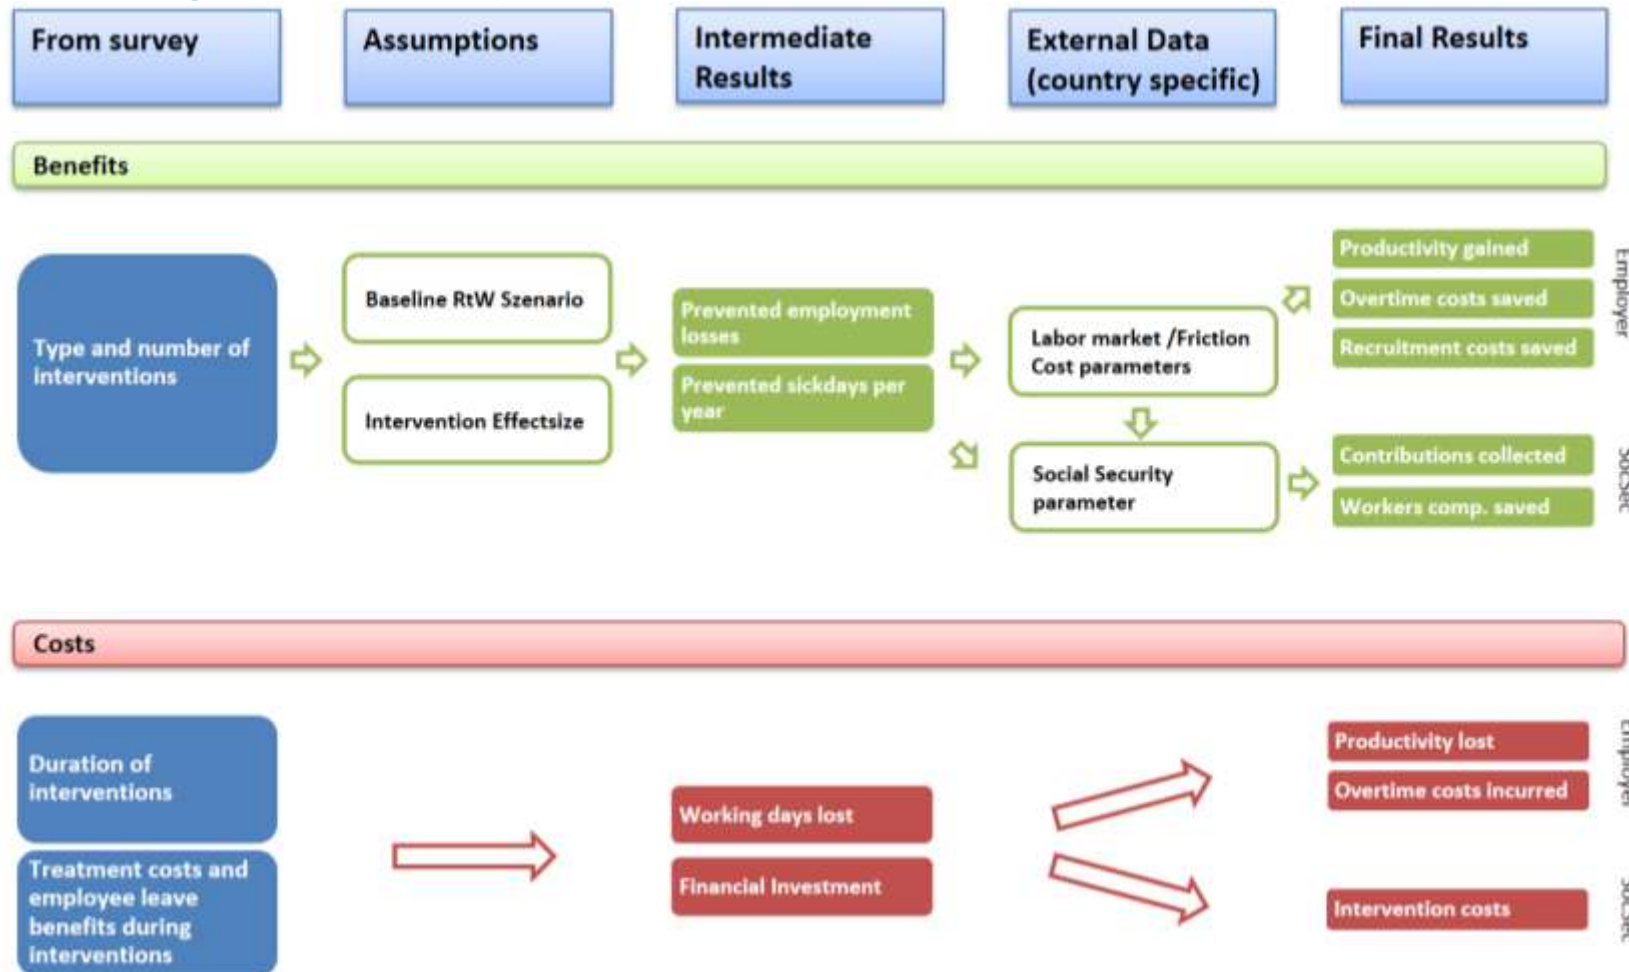 From survey
Assumptions
Intermediate
Results
External Data
(country specific)
Final Results
Benefits
Type and number of
interventions
Baseline RtW Szenario
Intervention Effectsize
Prevented employment
losses
Prevented sickdays per
year
Labor market /Friction
Cost parameters
Social Security
parameter
Productivity gained
Overtime costs saved
Recruitment costs saved
Employer
Contributions collected
Workers comp. saved
SocSec
Costs
Duration of
interventions
Treatment costs and
employee leave
benefits during
interventions
Working days lost
Financial Investment
Productivity lost
Overtime costs incurred
Employer
Intervention costs
SocSec